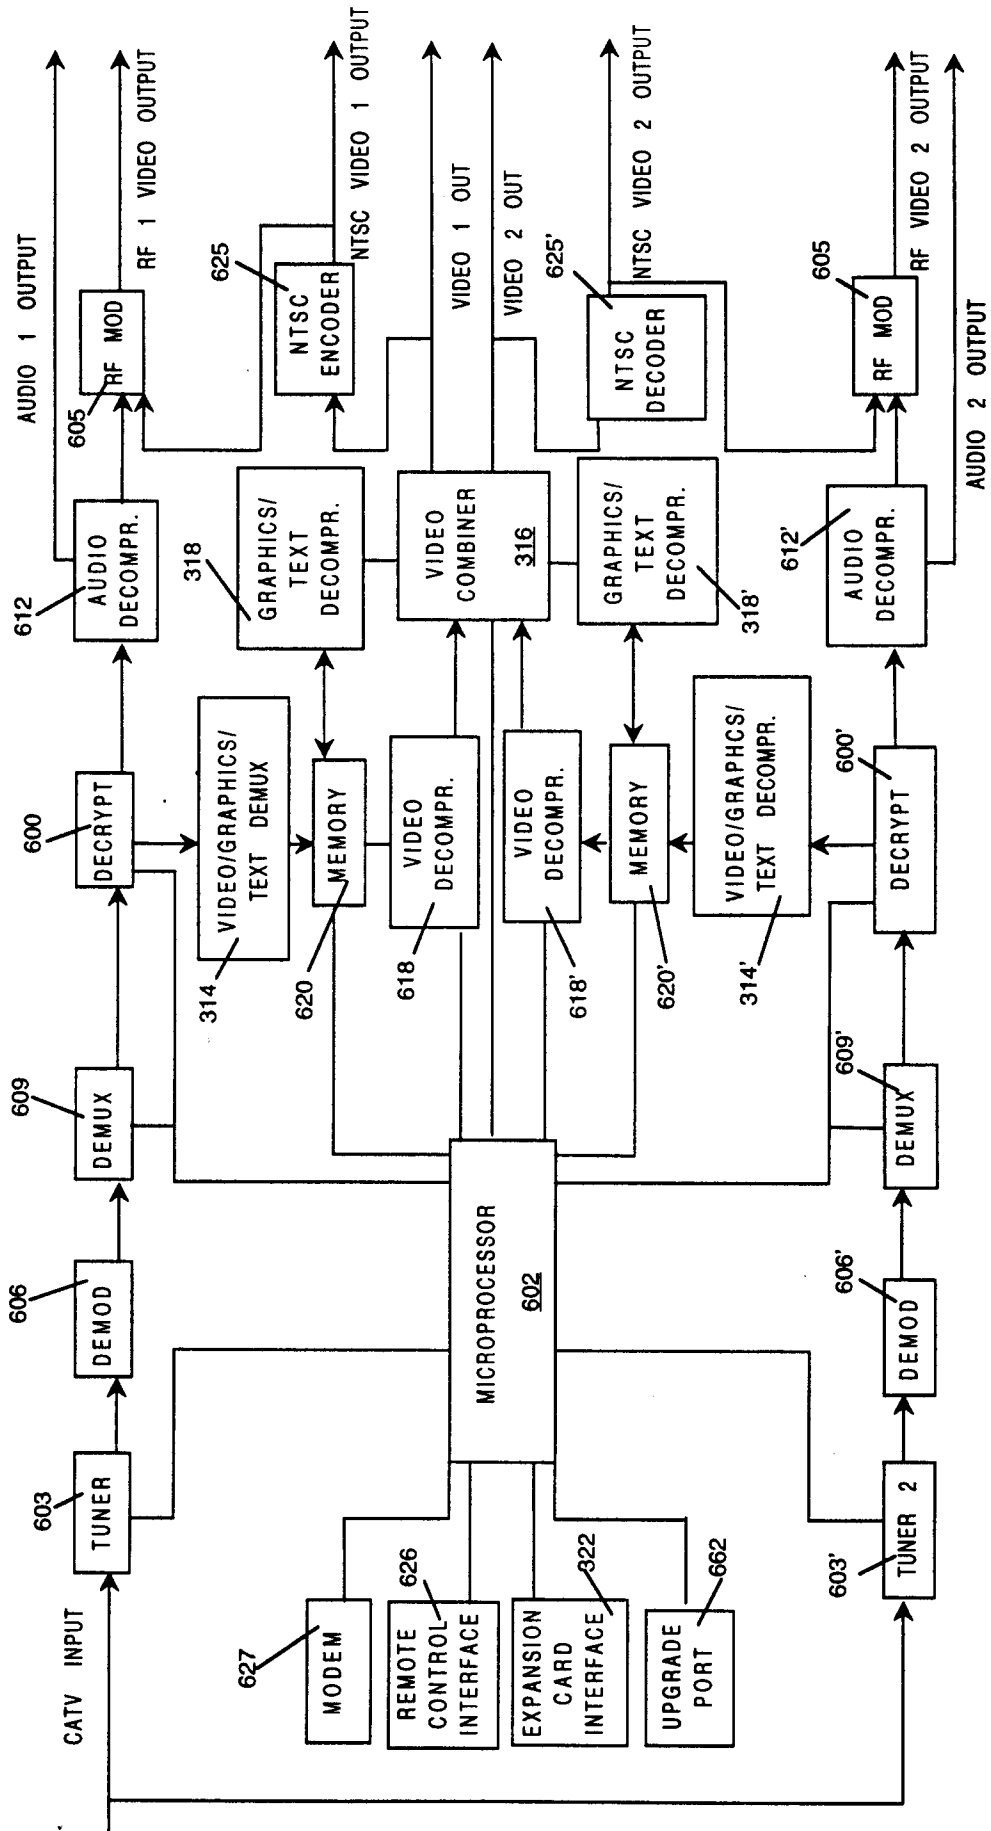 CATV INPUT
603
TUNER
606
DEMOD
609
DEMUX
600
DECRYPT
612
AUDIO
DECOMPR.
605
RF MOD
AUDIO 1 OUTPUT
RF 1 VIDEO OUTPUT
314
VIDEO/GRAPHICS/
TEXT DEMUX
318
GRAPHICS/
TEXT
DECOMPR.
625
NTSC
ENCODER
NTSC VIDEO 1 OUTPUT
627
MODEM
620
MEMORY
626
REMOTE
CONTROL
INTERFACE
618
VIDEO
DECOMPR.
VIDEO
COMBINER
316
VIDEO 1 OUT
VIDEO 2 OUT
MICROPROCESSOR
602
322
EXPANSION
CARD
INTERFACE
618'
VIDEO
DECOMPR.
625'
NTSC
DECODER
NTSC VIDEO 2 OUTPUT
662
UPGRADE
PORT
620'
MEMORY
GRAPHICS/
TEXT
DECOMPR.
318'
314'
VIDEO/GRAPHCS/
TEXT DECOMPR.
603'
TUNER 2
606'
DEMOD
609'
DEMUX
600'
DECRYPT
612'
AUDIO
DECOMPR.
605
RF MOD
RF VIDEO 2 OUTPUT
AUDIO 2 OUTPUT